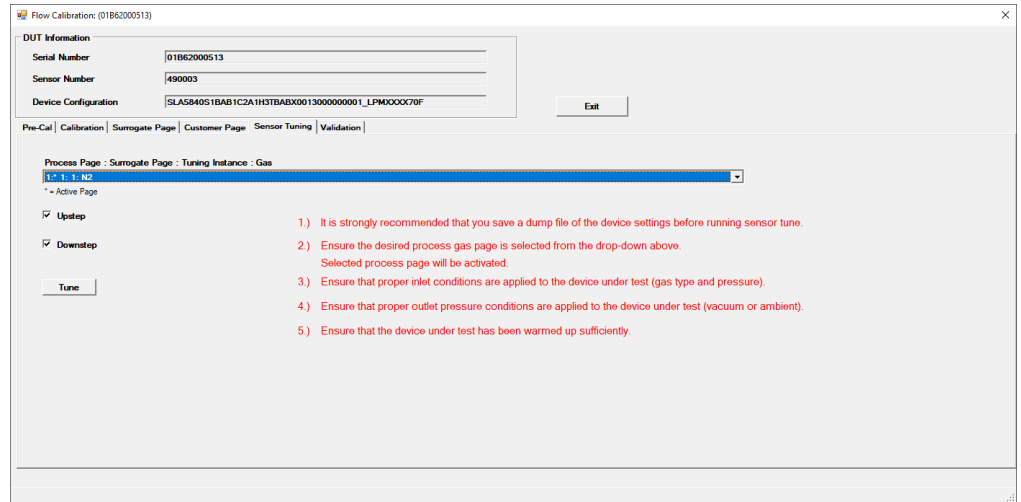 Flow Calibration: (01B62000513)
DUT Information
Serial Number 01B62000513
Sensor Number 490003
Device Configuration SLA5840S1BAB1C2A1H3TBABX0013000000001_LPMXXXX70F
Exit
Pre-Cal Calibration Surrogate Page Customer Page Sensor Tuning Validation
Process Page : Surrogate Page : Tuning Instance : Gas
1:* 1: 1: N2
* = Active Page
Upstep
Downstep
Tune
1.) It is strongly recommended that you save a dump file of the device settings before running sensor tune.
2.) Ensure the desired process gas page is selected from the drop-down above.
Selected process page will be activated.
3.) Ensure that proper inlet conditions are applied to the device under test (gas type and pressure).
4.) Ensure that proper outlet pressure conditions are applied to the device under test (vacuum or ambient).
5.) Ensure that the device under test has been warmed up sufficiently.